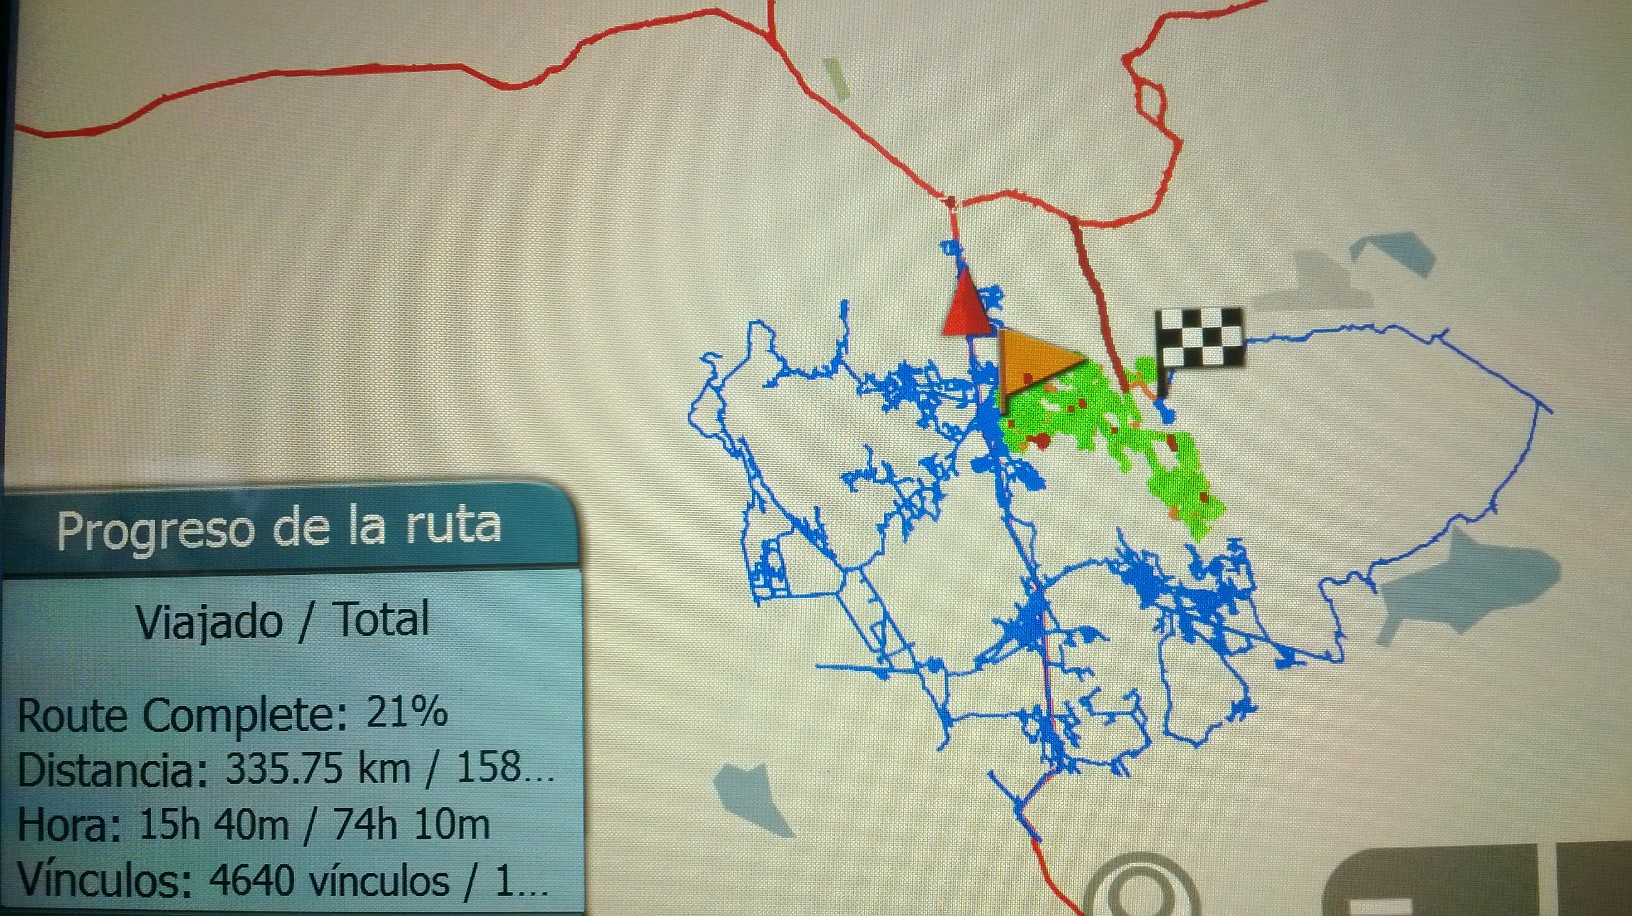 Progreso de la ruta
Viajado / Total
Route Complete: 21%
Distancia: 335.75 km / 158...
Hora: 15h 40m / 74h 10m
Vínculos: 4640 vínculos / 1...